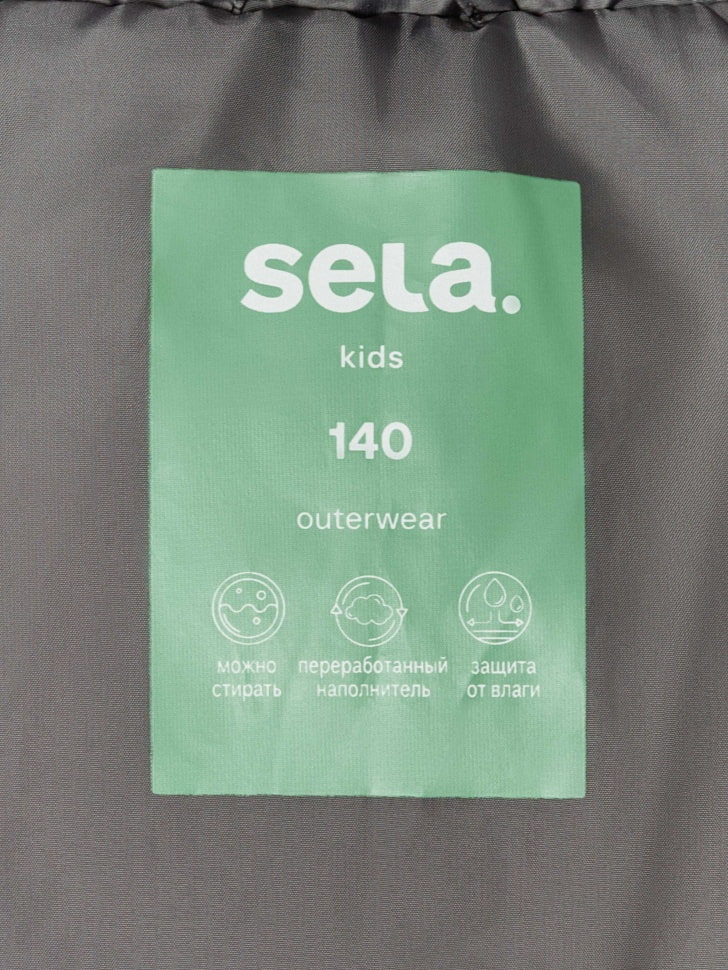 sela.
kids
140
outerwear
можно переработанный защита
стирать наполнитель от влаги